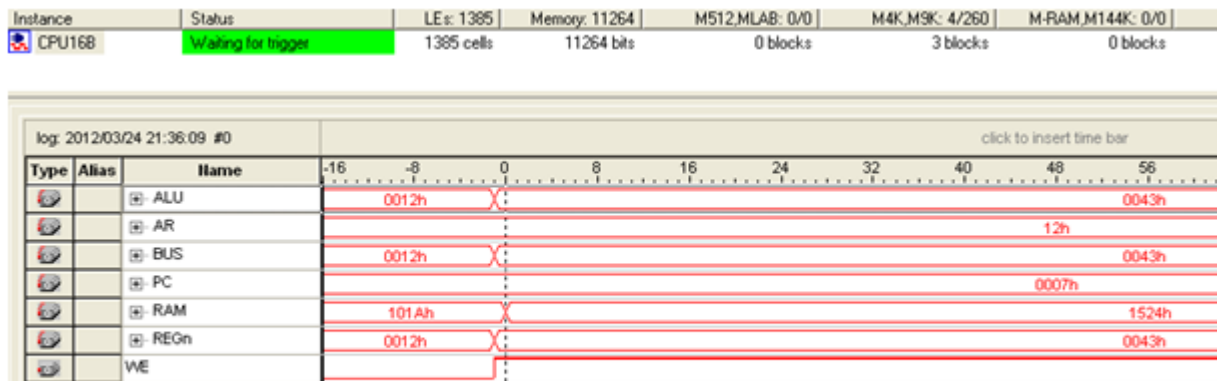 Instance Status LEs: 1385 Memory: 11264 M512,MLAB: 0/0 M4K,M9K: 4/260 M-RAM,M144K: 0/0
CPU16B Waiting for trigger 1385 cells 11264 bits 0 blocks 3 blocks 0 blocks
log: 2012/03/24 21:36:09 #0 click to insert time bar
Type Alias Name -16 -8 0 8 16 24 32 40 48 56
ALU 0012h 0043h
AR 12h
BUS 0012h 0043h
PC 0007h
RAM 101Ah 1524h
REGn 0012h 0043h
WE